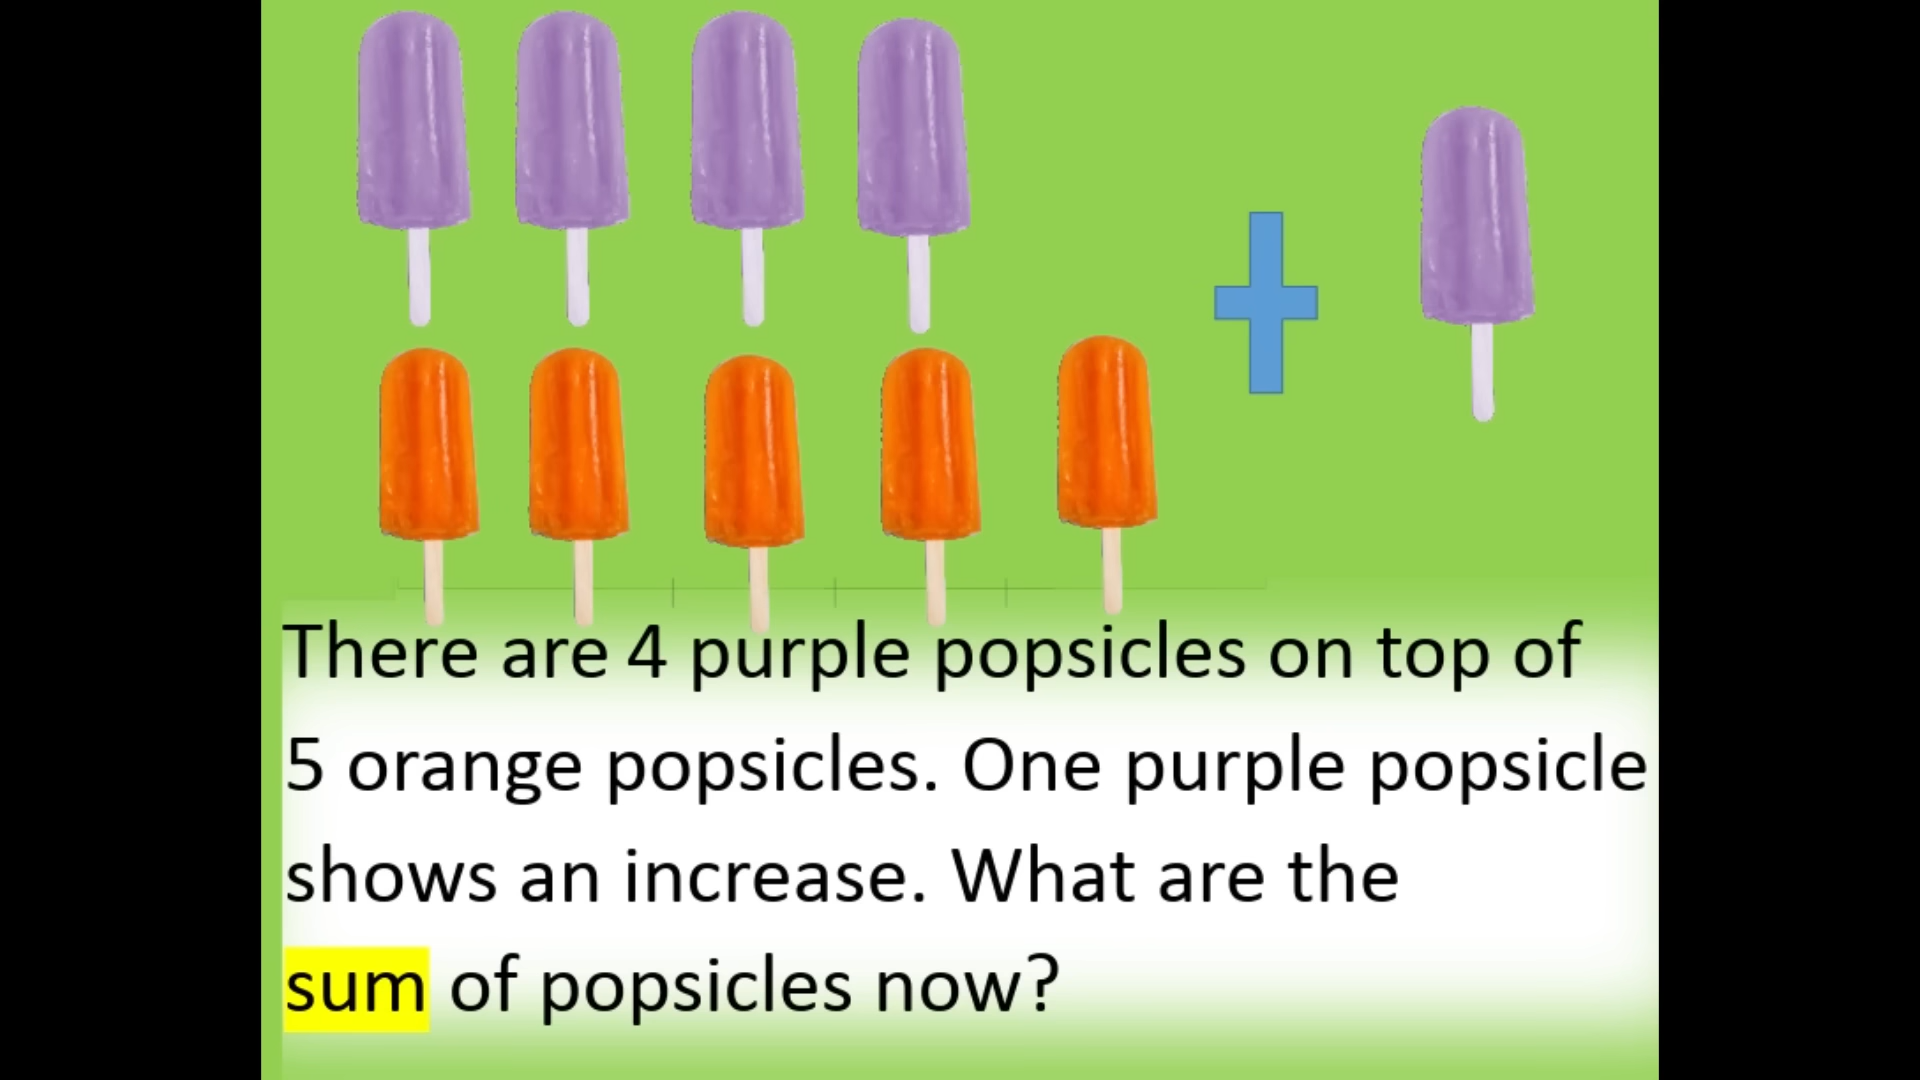 There are 4 purple popsicles on top of
5 orange popsicles. One purple popsicle
shows an increase. What are the
sum of popsicles now?